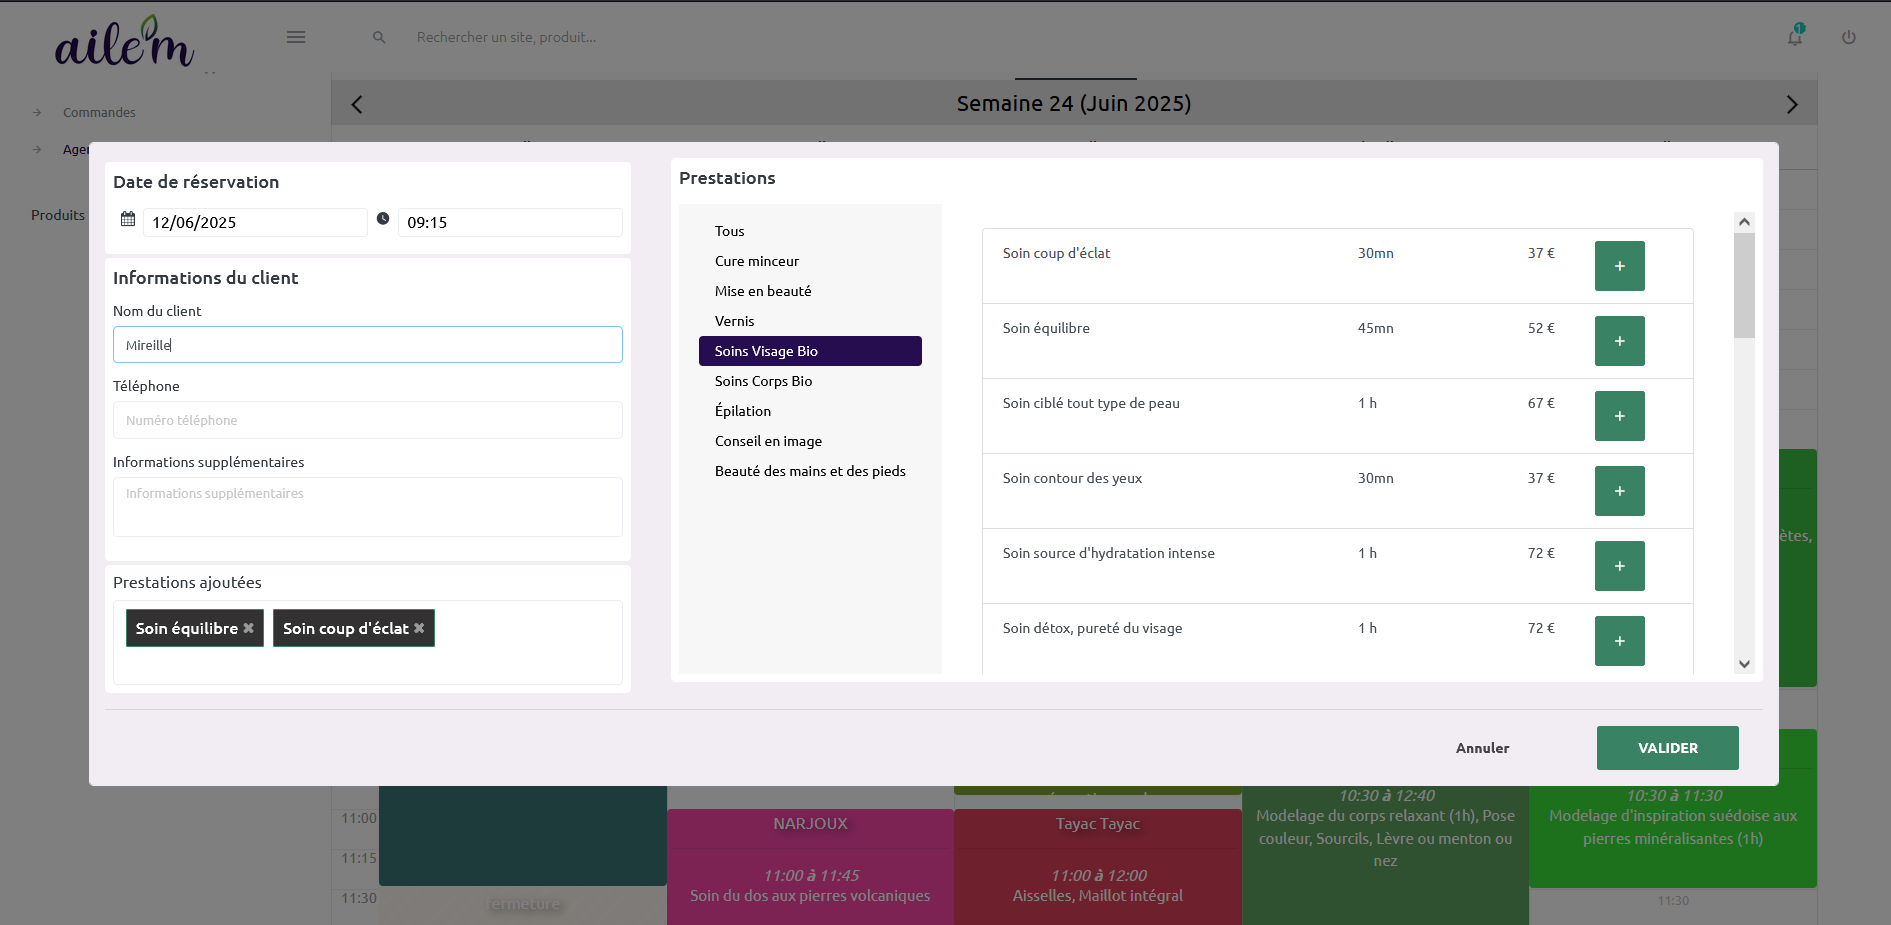 ailem
Rechercher un site, produit...
1
Commandes
Semaine 24 (Juin 2025)
Produits
Date de réservation
12/06/2025
09:15
Informations du client
Nom du client
Mireille
Téléphone
Numéro téléphone
Informations supplémentaires
Informations supplémentaires
Prestations ajoutées
Soin équilibre ✖ Soin coup d'éclat ✖
Prestations
Tous
Cure minceur
Mise en beauté
Vernis
Soins Visage Bio
Soins Corps Bio
Épilation
Conseil en image
Beauté des mains et des pieds
Soin coup d'éclat 30mn 37 € +
Soin équilibre 45mn 52 € +
Soin ciblé tout type de peau 1 h 67 € +
Soin contour des yeux 30mn 37 € +
Soin source d'hydratation intense 1 h 72 € +
Soin détox, pureté du visage 1 h 72 € +
Annuler
VALIDER
11:00
11:15
11:30
fermeture
NARJOUX
11:00 à 11:45
Soin du dos aux pierres volcaniques
Tayac Tayac
11:00 à 12:00
Aisselles, Maillot intégral
10:30 à 12:40
Modelage du corps relaxant (1h), Pose
couleur, Sourcils, Lèvre ou menton ou
nez
10:30 à 11:30
Modelage d'inspiration suédoise aux
pierres minéralisantes (1h)
11:30